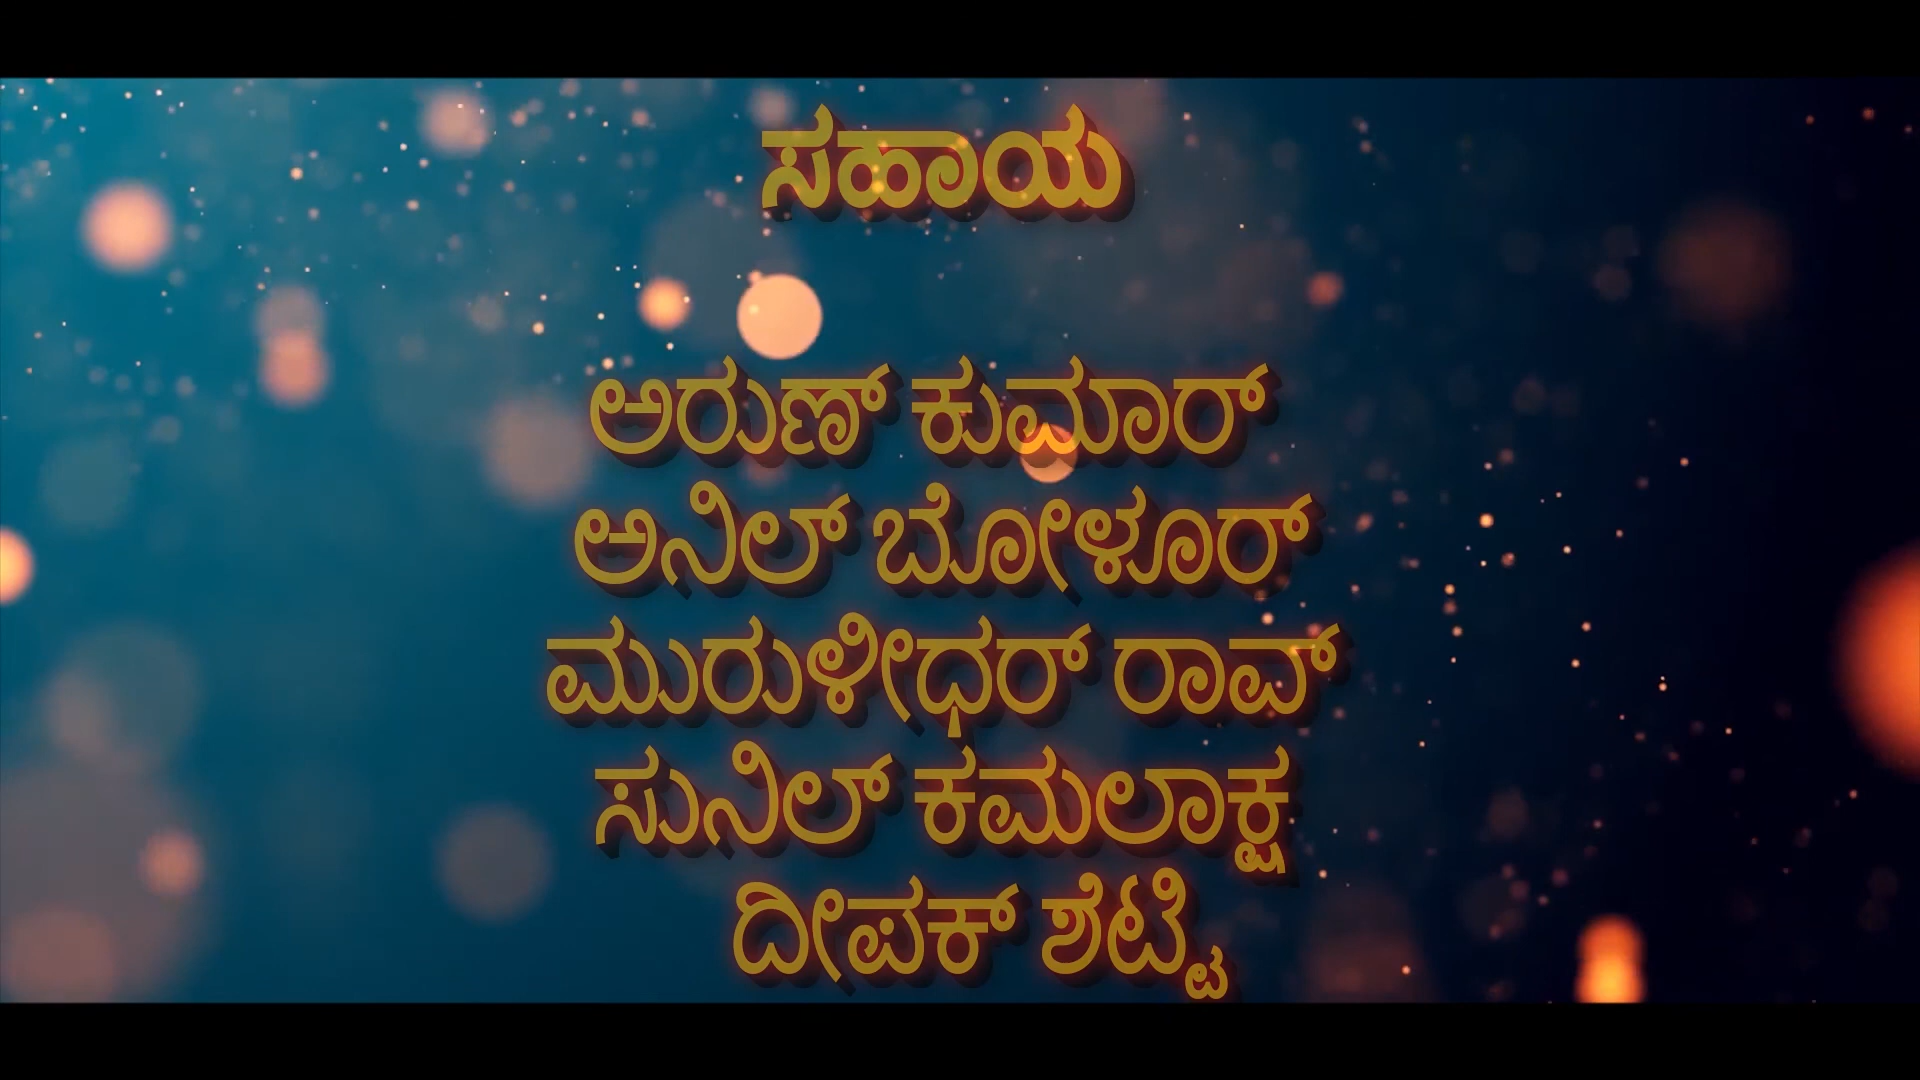 ಸಹಾಯ
ಅರುಣ್ ಕುಮಾರ್
ಅನಿಲ್ ಬೋಳೂರ್
ಮುರುಳೀಧರ್ ರಾವ್
ಸುನಿಲ್ ಕಮಲಾಕ್ಷ
ದೀಪಕ್ ಶೆಟ್ಟಿ